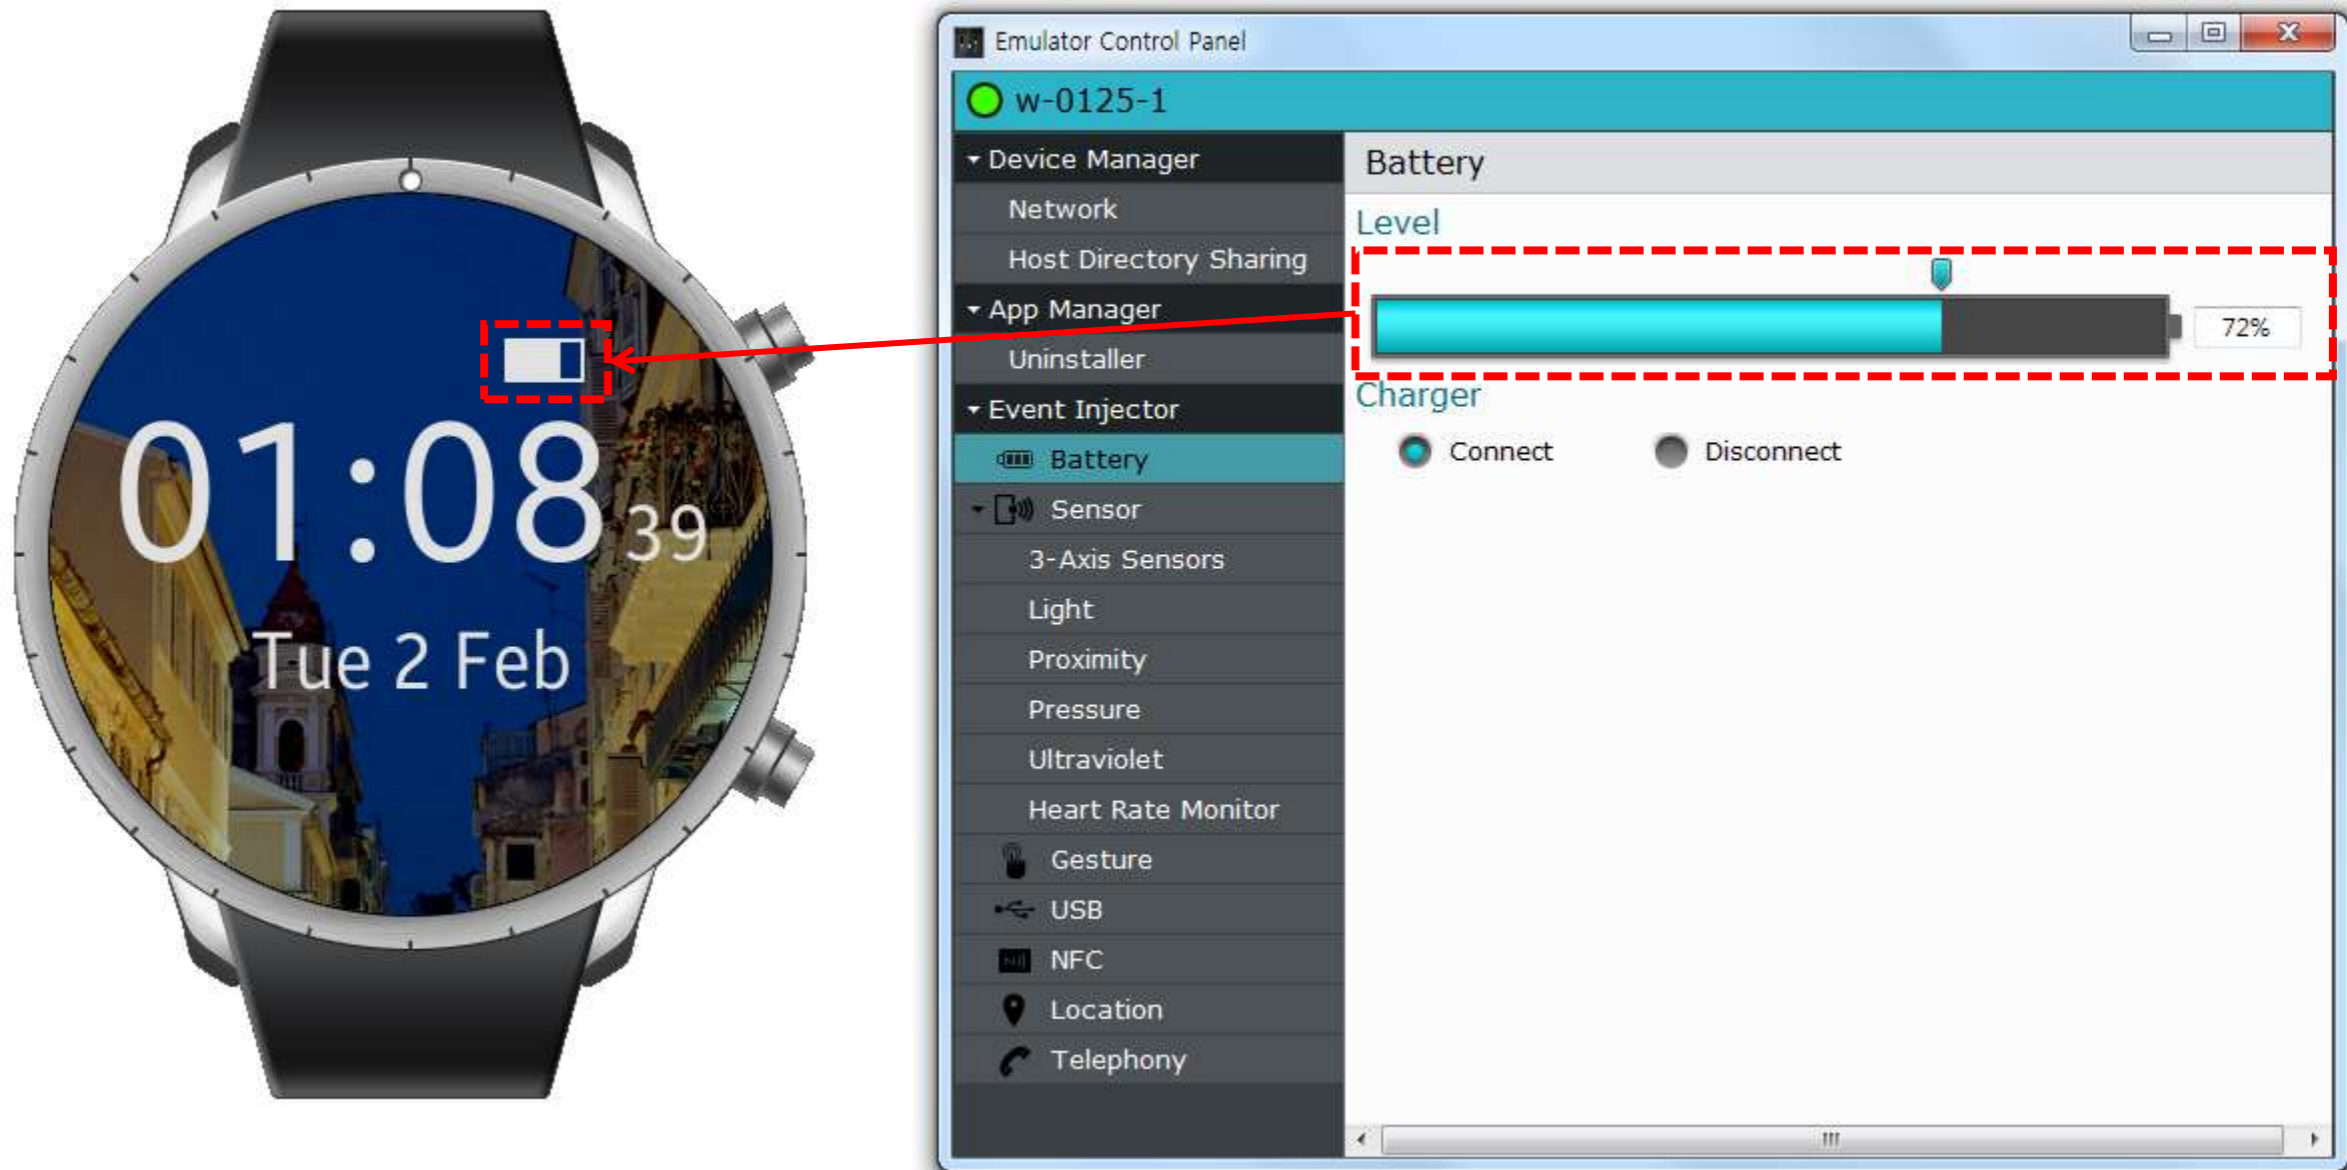 01:08 39
Tue 2 Feb
Emulator Control Panel
w-0125-1
Device Manager
Network
Host Directory Sharing
App Manager
Uninstaller
Event Injector
Battery
Sensor
3-Axis Sensors
Light
Proximity
Pressure
Ultraviolet
Heart Rate Monitor
Gesture
USB
NFC
Location
Telephony
Battery
Level
72%
Charger
Connect
Disconnect